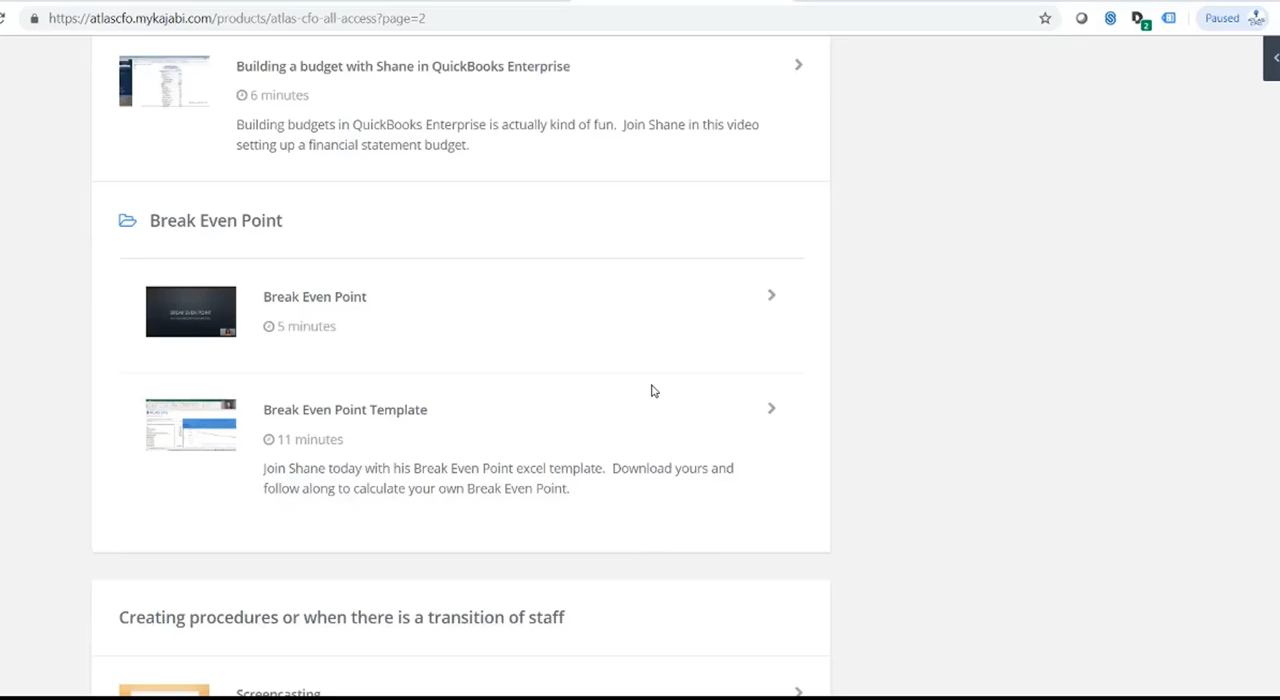 https://atlascfo.mykajabi.com/products/atlas-cfo-all-access?page=2
2
Paused
Building a budget with Shane in QuickBooks Enterprise
6 minutes
Building budgets in QuickBooks Enterprise is actually kind of fun. Join Shane in this video
setting up a financial statement budget.
Break Even Point
BREAK EVEN POINT
Break Even Point
5 minutes
Break Even Point Template
11 minutes
Join Shane today with his Break Even Point excel template. Download yours and
follow along to calculate your own Break Even Point.
Creating procedures or when there is a transition of staff
Screencasting